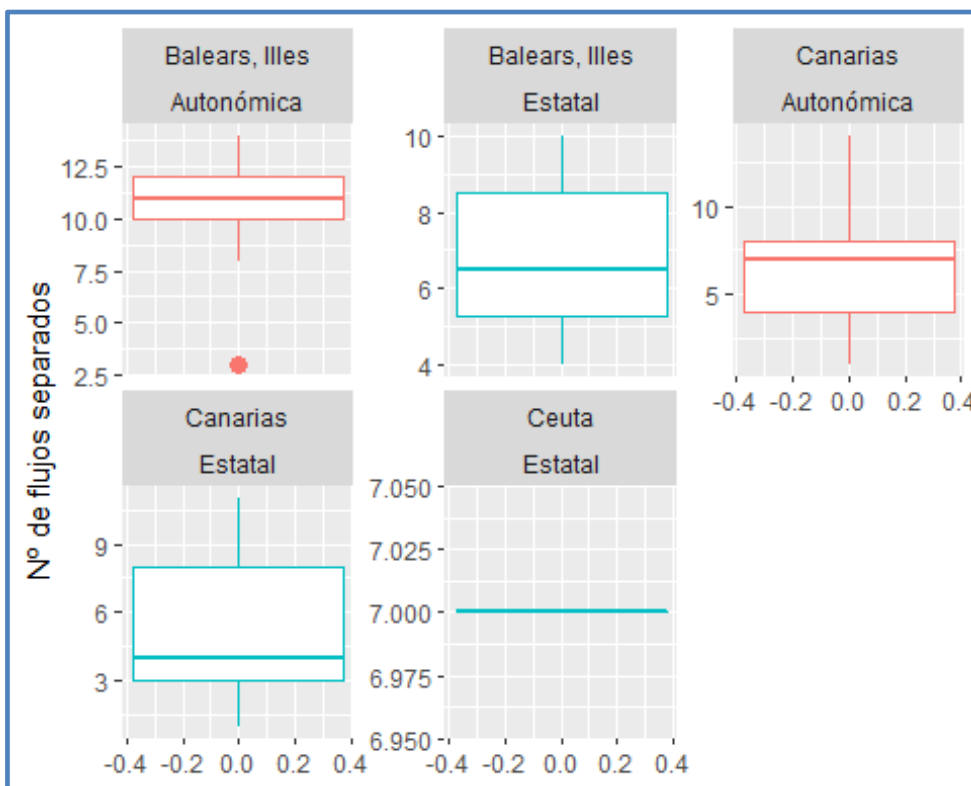 Nº de flujos separados
Balears, Illes
Autonómica
12.5
10.0
7.5
5.0
2.5
Balears, Illes
Estatal
10
8
6
4
Canarias
Autonómica
10
5
-0.4 -0.2 0.0 0.2 0.4
Canarias
Estatal
9
6
3
-0.4 -0.2 0.0 0.2 0.4
Ceuta
Estatal
7.050
7.025
7.000
6.975
6.950
-0.4 -0.2 0.0 0.2 0.4